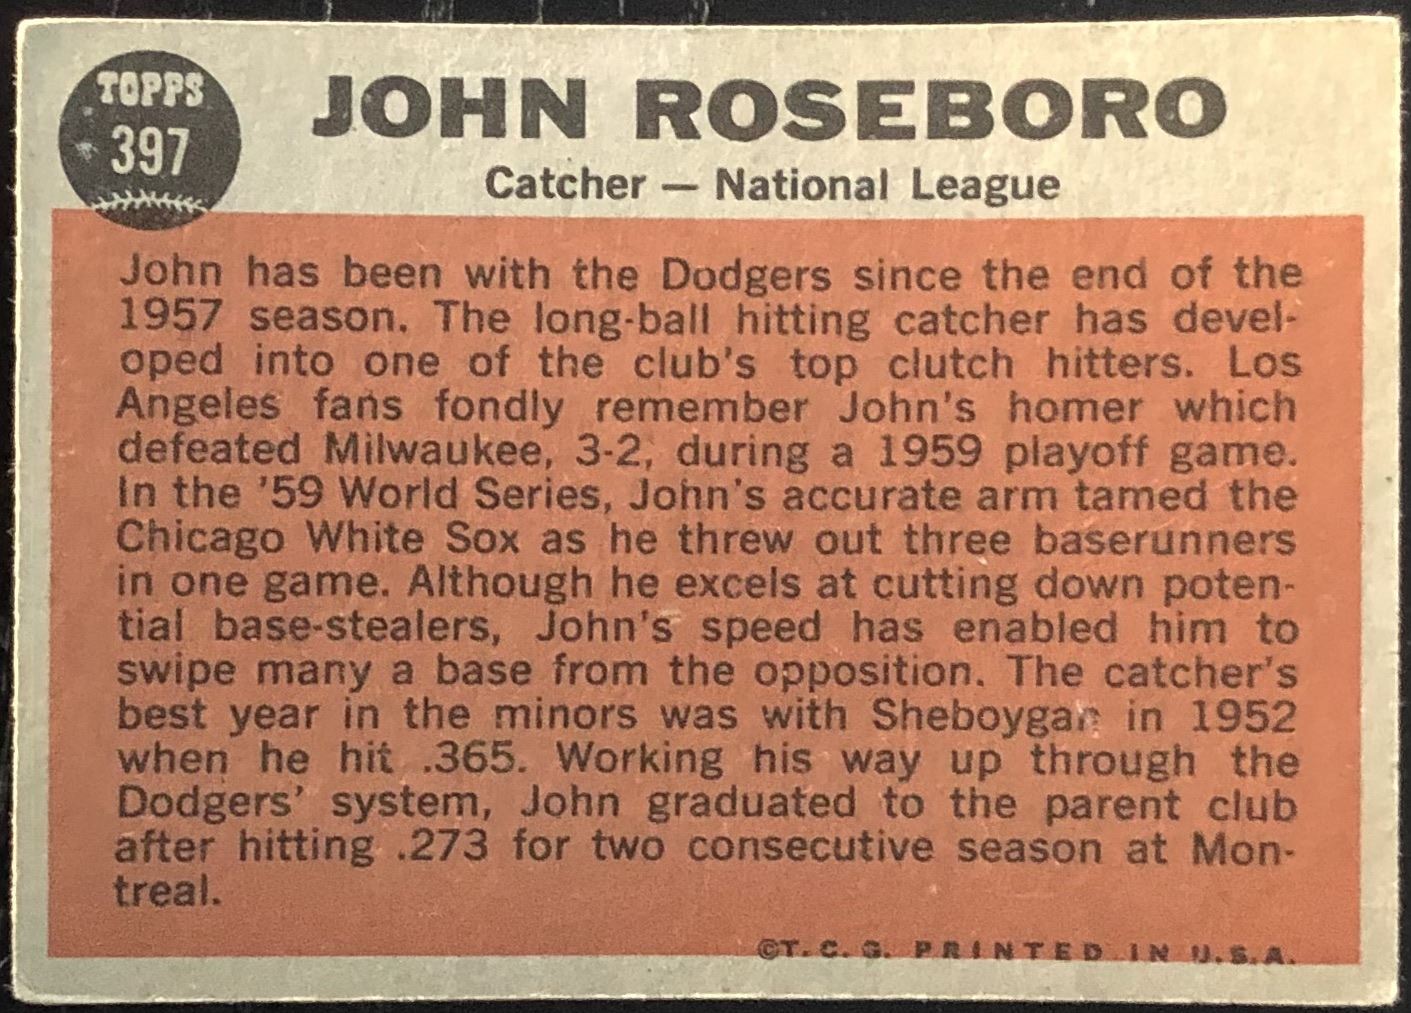 TOPPS
397
JOHN ROSEBORO
Catcher — National League
John has been with the Dodgers since the end of the
1957 season. The long-ball hitting catcher has devel-
oped into one of the club's top clutch hitters. Los
Angeles fans fondly remember John's homer which
defeated Milwaukee, 3-2, during a 1959 playoff game.
In the '59 World Series, John's accurate arm tamed the
Chicago White Sox as he threw out three baserunners
in one game. Although he excels at cutting down poten-
tial base-stealers, John's speed has enabled him to
swipe many a base from the opposition. The catcher's
best year in the minors was with Sheboygan in 1952
when he hit .365. Working his way up through the
Dodgers' system, John graduated to the parent club
after hitting .273 for two consecutive season at Mon-
treal.
©T. C. G. PRINTED IN U.S.A.